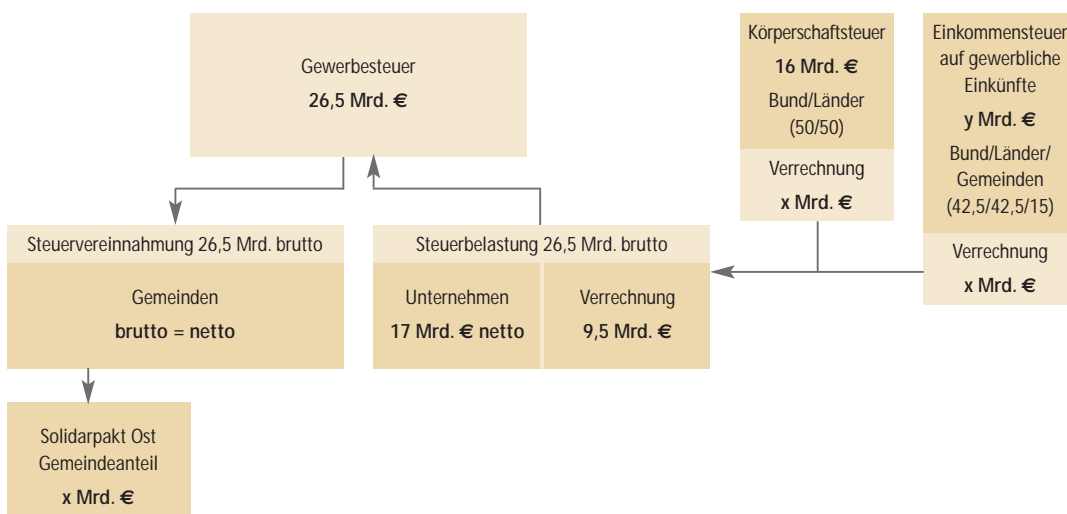 Gewerbesteuer
26,5 Mrd. €
Körperschaftsteuer
16 Mrd. €
Bund/Länder
(50/50)
Verrechnung
x Mrd. €
Einkommensteuer
auf gewerbliche
Einkünfte
y Mrd. €
Bund/Länder/
Gemeinden
(42,5/42,5/15)
Verrechnung
x Mrd. €
Steuervereinnahmung 26,5 Mrd. brutto
Gemeinden
brutto = netto
Steuerbelastung 26,5 Mrd. brutto
Unternehmen
17 Mrd. € netto
Verrechnung
9,5 Mrd. €
Solidarpakt Ost
Gemeindeanteil
x Mrd. €